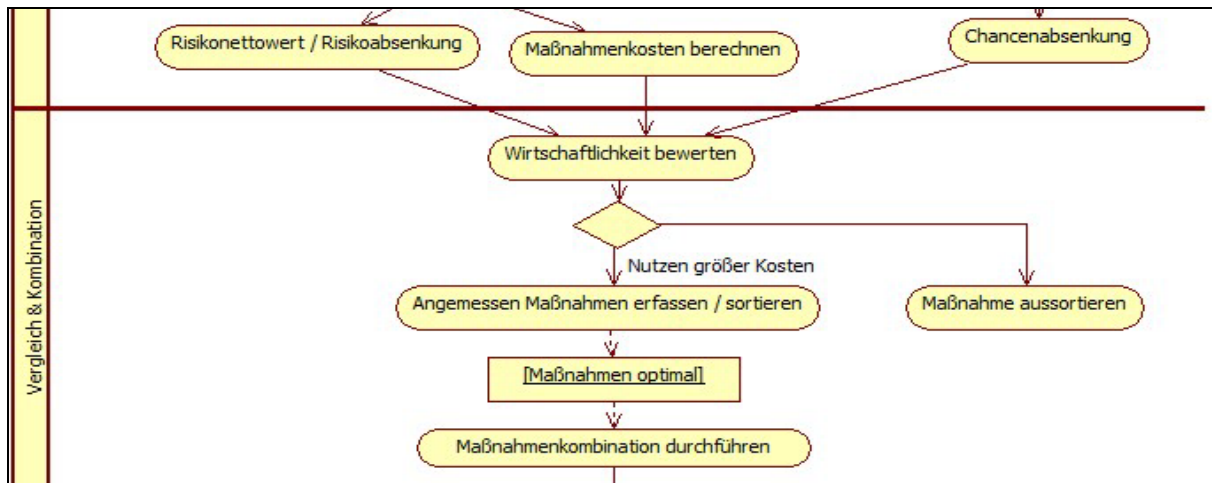 Risikonettowert / Risikoabsenkung
Maßnahmenkosten berechnen
Chancenabsenkung
Vergleich & Kombination
Wirtschaftlichkeit bewerten
Nutzen größer Kosten
Angemessen Maßnahmen erfassen / sortieren
Maßnahme aussortieren
[Maßnahmen optimal]
Maßnahmenkombination durchführen